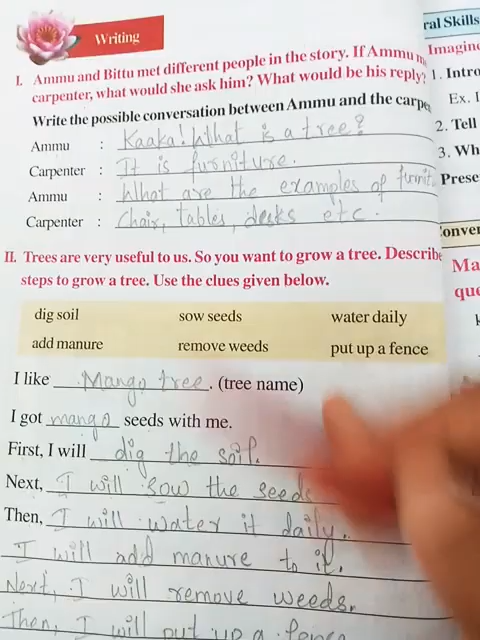 Writing
ral Skills
I. Ammu and Bittu met different people in the story. If Ammu m
carpenter, what would she ask him? What would be his reply?
Imagine
1. Intro
Write the possible conversation between Ammu and the carpe
Ex. I
Ammu : Kaaka! What is a tree?
2. Tell
Carpenter : It is furniture.
3. Wh
Ammu : What are the examples of furnit
Prese
Carpenter : Chair, tables, desks etc.
onver
II. Trees are very useful to us. So you want to grow a tree. Describe
steps to grow a tree. Use the clues given below.
Ma
que
dig soil sow seeds water daily
add manure remove weeds put up a fence
I like Mango tree. (tree name)
I got mango seeds with me.
First, I will dig the soil.
Next, I will sow the seeds
Then, I will water it daily.
I will add manure to it.
Next, I will remove weeds.
Then, I will put up a fence